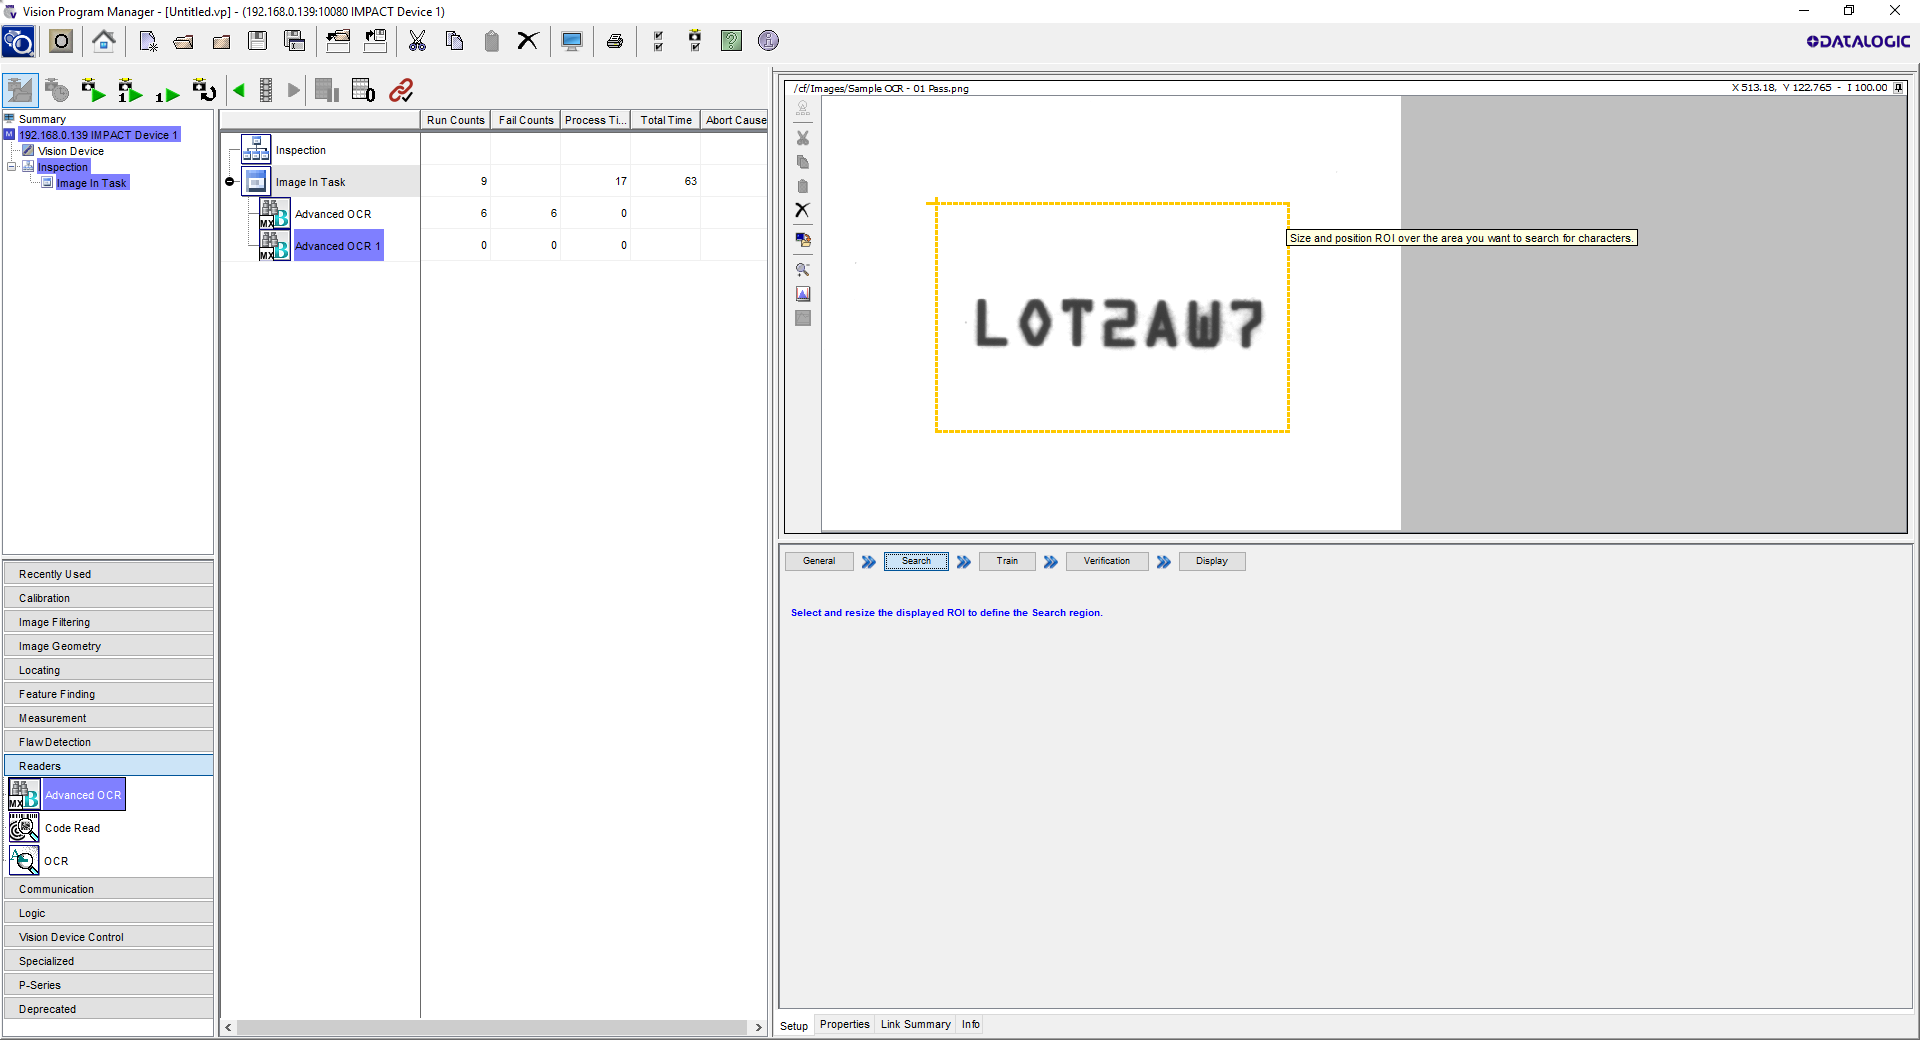 Vision Program Manager - [Untitled.vp] - (192.168.0.139:10080 IMPACT Device 1)
DATALOGIC
Summary
192.168.0.139 IMPACT Device 1
Vision Device
Inspection
Image In Task
Run Counts Fail Counts Process Ti... Total Time Abort Cause
Inspection
Image In Task 9 17 63
Advanced OCR 6 6 0
Advanced OCR 1 0 0 0
/cf/Images/Sample OCR - 01 Pass.png
X 513.18, Y 122.765 - I 100.00
Size and position ROI over the area you want to search for characters.
LOT2AW7
General Search Train Verification Display
Select and resize the displayed ROI to define the Search region.
Recently Used
Calibration
Image Filtering
Image Geometry
Locating
Feature Finding
Measurement
Flaw Detection
Readers
Advanced OCR
Code Read
OCR
Communication
Logic
Vision Device Control
Specialized
P-Series
Deprecated
Setup Properties Link Summary Info